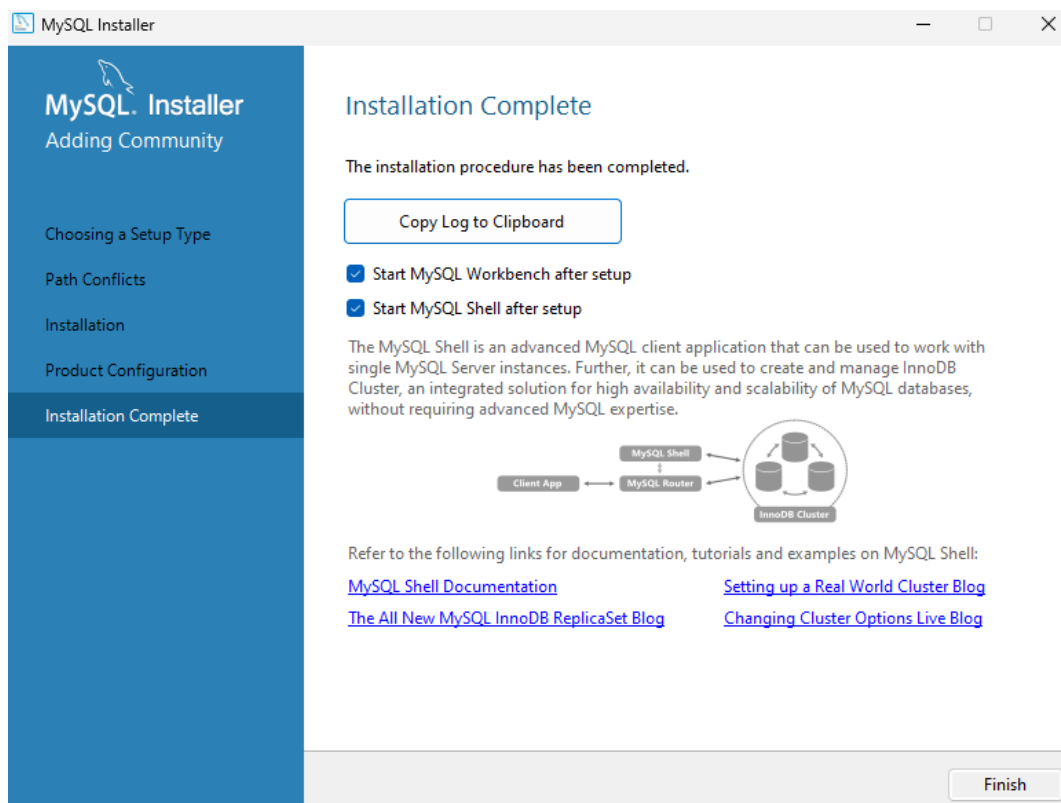 MySQL Installer
MySQL. Installer
Adding Community
Choosing a Setup Type
Path Conflicts
Installation
Product Configuration
Installation Complete
Installation Complete
The installation procedure has been completed.
Copy Log to Clipboard
Start MySQL Workbench after setup
Start MySQL Shell after setup
The MySQL Shell is an advanced MySQL client application that can be used to work with
single MySQL Server instances. Further, it can be used to create and manage InnoDB
Cluster, an integrated solution for high availability and scalability of MySQL databases,
without requiring advanced MySQL expertise.
MySQL Shell
Client App
MySQL Router
InnoDB Cluster
Refer to the following links for documentation, tutorials and examples on MySQL Shell:
MySQL Shell Documentation
Setting up a Real World Cluster Blog
The All New MySQL InnoDB ReplicaSet Blog
Changing Cluster Options Live Blog
Finish